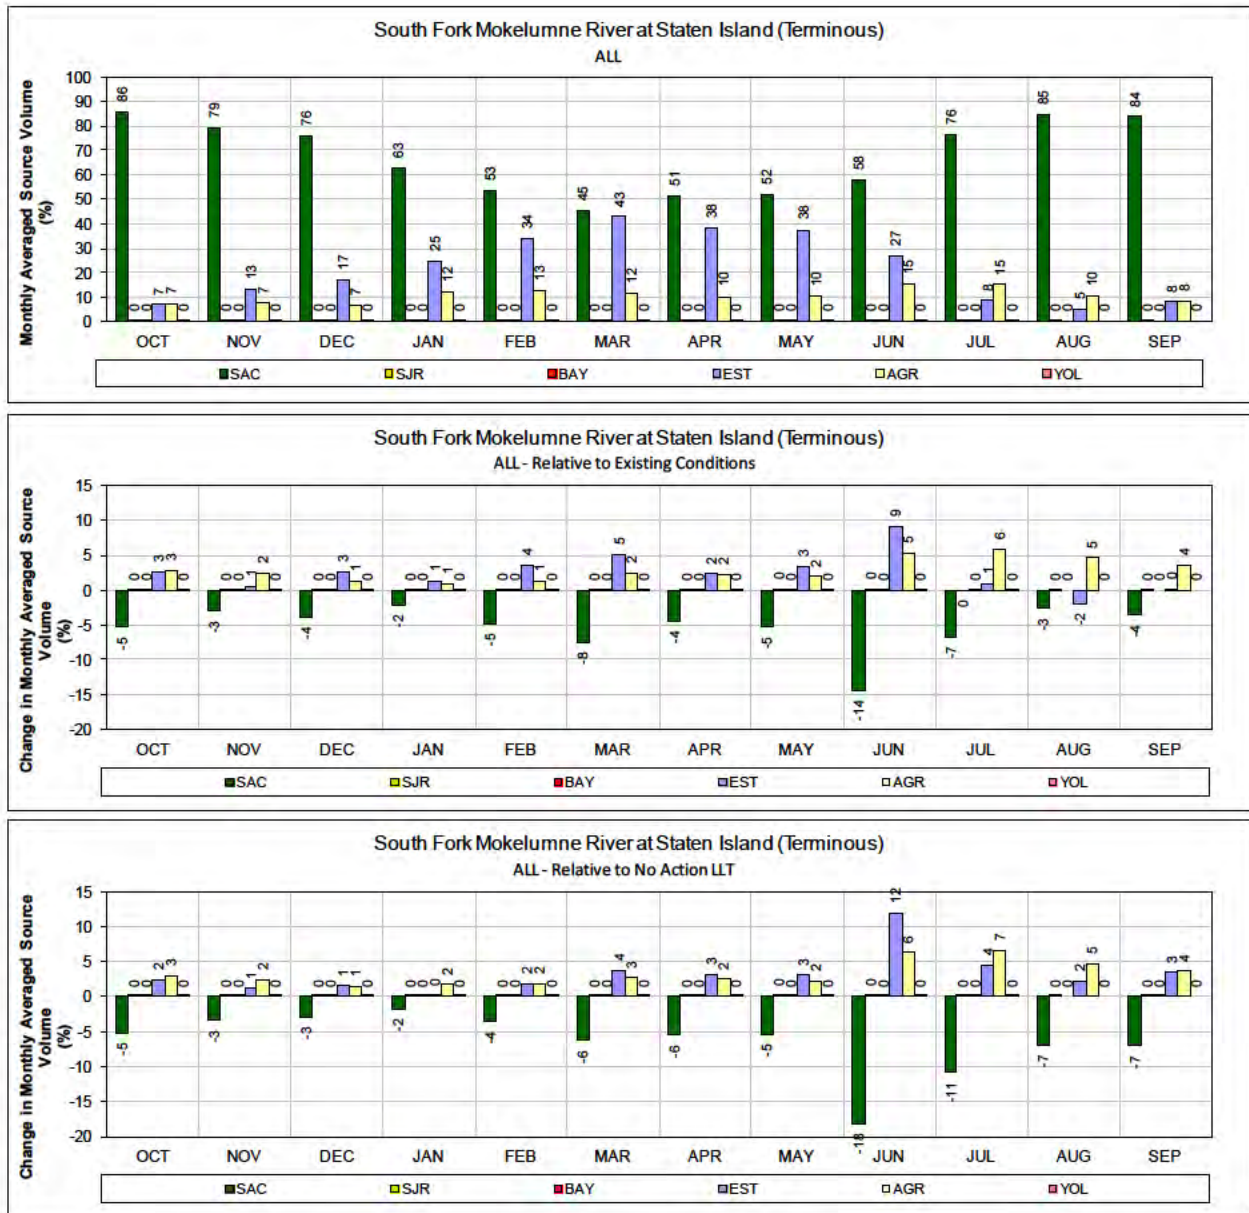 South Fork Mokelumne River at Staten Island (Terminous)
ALL
Monthly Averaged Source Volume
(%)
100
90
80
70
60
50
40
30
20
10
0
86 0 0 7 7 0
79 0 0 13 7 0
76 0 0 17 7 0
63 0 0 25 12 0
53 0 0 34 13 0
45 0 0 43 12 0
51 0 0 38 10 0
52 0 0 38 10 0
58 0 0 27 15 0
76 0 0 8 15 0
85 0 0 5 10 0
84 0 0 8 8 0
OCT NOV DEC JAN FEB MAR APR MAY JUN JUL AUG SEP
SAC SJR BAY EST AGR YOL
South Fork Mokelumne River at Staten Island (Terminous)
ALL - Relative to Existing Conditions
Change in Monthly Averaged Source
Volume
(%)
15
10
5
0
-5
-10
-15
-20
-5 0 0 3 3 0
-3 0 0 1 2 0
-4 0 0 3 1 0
-2 0 0 1 1 0
-5 0 0 4 1 0
-8 0 0 5 2 0
-4 0 0 2 2 0
-5 0 0 3 2 0
-14 0 0 9 5 0
-7 0 0 1 6 0
-3 0 0 -2 5 0
-4 0 0 0 4 0
OCT NOV DEC JAN FEB MAR APR MAY JUN JUL AUG SEP
SAC SJR BAY EST AGR YOL
South Fork Mokelumne River at Staten Island (Terminous)
ALL - Relative to No Action LLT
Change in Monthly Averaged Source
Volume
(%)
15
10
5
0
-5
-10
-15
-20
-5 0 0 2 3 0
-3 0 0 1 2 0
-3 0 0 1 1 0
-2 0 0 0 2 0
-4 0 0 2 2 0
-6 0 0 4 3 0
-6 0 0 3 2 0
-5 0 0 3 2 0
-18 0 0 12 6 0
-11 0 0 4 7 0
-7 0 0 2 5 0
-7 0 0 3 4 0
OCT NOV DEC JAN FEB MAR APR MAY JUN JUL AUG SEP
SAC SJR BAY EST AGR YOL